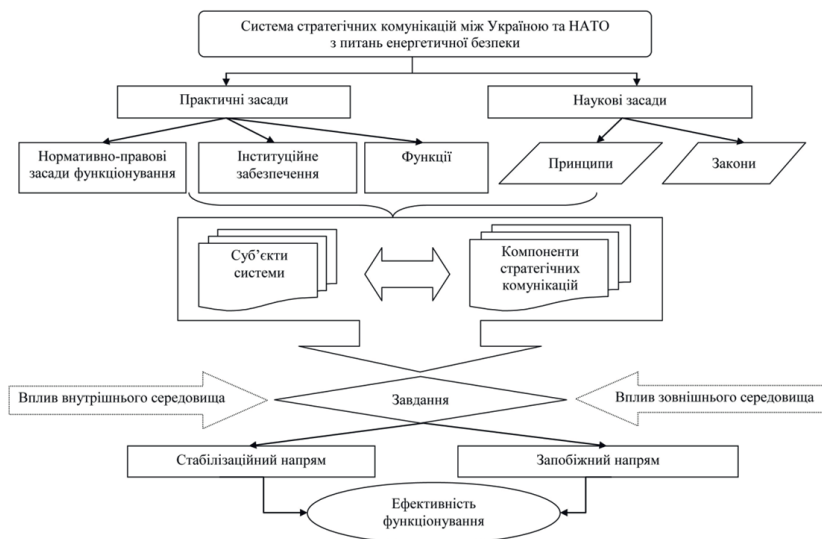 Система стратегічних комунікацій між Україною та НАТО
з питань енергетичної безпеки
Практичні засади
Наукові засади
Нормативно-правові
засади функціонування
Інституційне
забезпечення
Функції
Принципи
Закони
Суб’єкти
системи
Компоненти
стратегічних
комунікацій
Вплив внутрішнього середовища
Завдання
Вплив зовнішнього середовища
Стабілізаційний напрям
Запобіжний напрям
Ефективність
функціонування